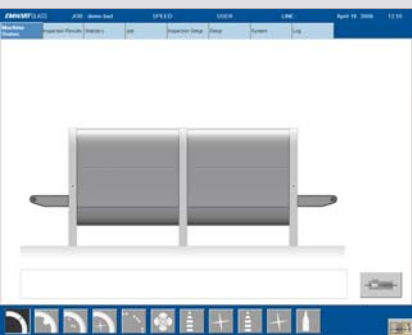 EMHART GLASS JOB demo bad SPEED USER LINE April 18 2006 12:10
Machine Status Inspection Results Statistics Job Inspection Setup Setup System Log